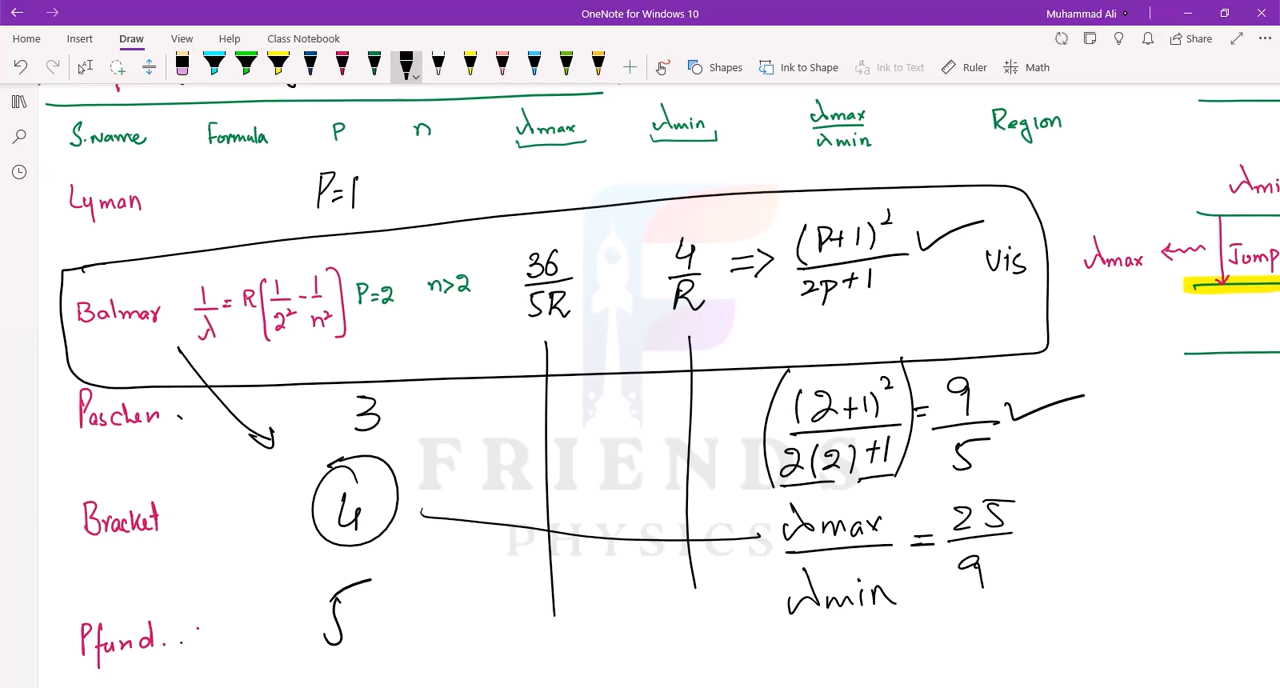 OneNote for Windows 10
Muhammad Ali
Home Insert Draw View Help Class Notebook
Share
Shapes Ink to Shape Ink to Text Ruler Math
S.Name Formula P n λmax λmin λmax/λmin Region
Lyman P=1
Balmar 1/λ = R[1/2² - 1/n²] P=2 n>2 36/5R 4/R => (P+1)²/2P+1 ✓ Vis
λmin
λmax Jump
Paschen . 3 ((2+1)²/2(2)+1) = 9/5 ✓
FRIENDS
Bracket 4 λmax/λmin = 25/9
PHYSICS
Pfund... 5